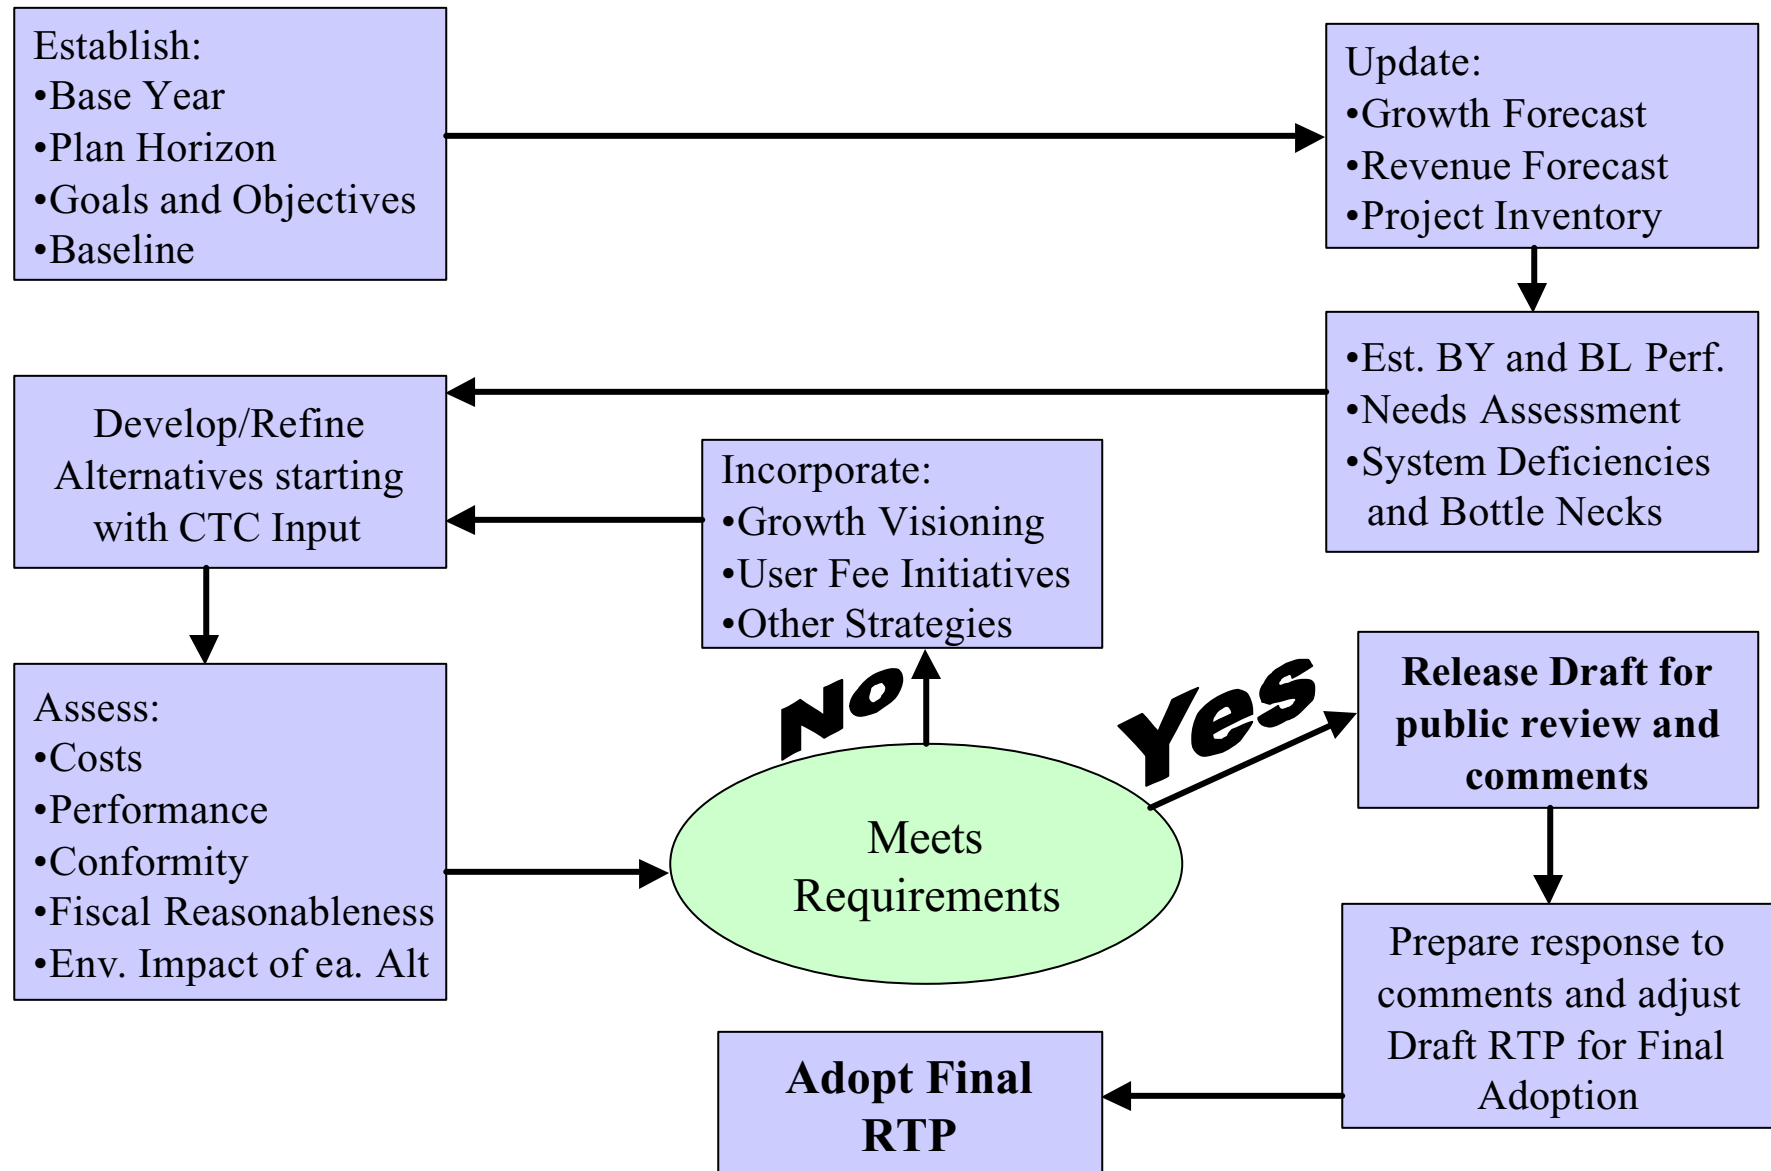 Establish:
•Base Year
•Plan Horizon
•Goals and Objectives
•Baseline
Update:
•Growth Forecast
•Revenue Forecast
•Project Inventory
•Est. BY and BL Perf.
•Needs Assessment
•System Deficiencies
and Bottle Necks
Develop/Refine
Alternatives starting
with CTC Input
Incorporate:
•Growth Visioning
•User Fee Initiatives
•Other Strategies
Assess:
•Costs
•Performance
•Conformity
•Fiscal Reasonableness
•Env. Impact of ea. Alt
No
Yes
Meets
Requirements
Release Draft for
public review and
comments
Prepare response to
comments and adjust
Draft RTP for Final
Adoption
Adopt Final
RTP